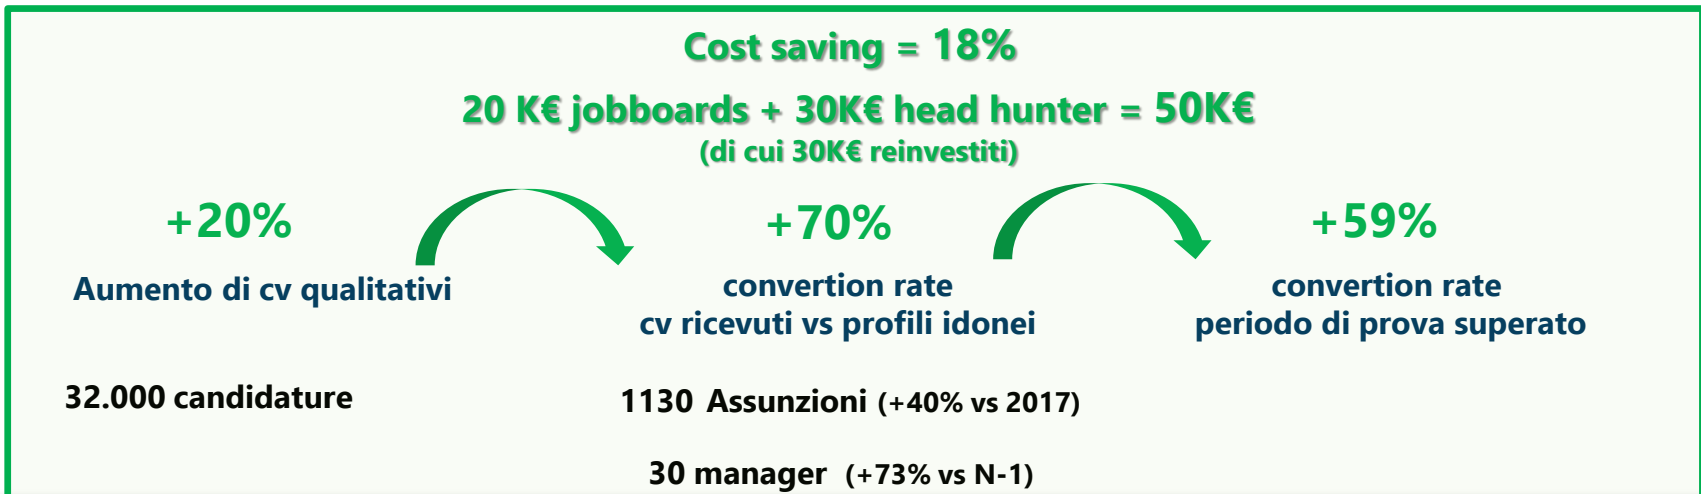 Cost saving = 18%
20 K€ jobboards + 30K€ head hunter = 50K€
(di cui 30K€ reinvestiti)
+20%
Aumento di cv qualitativi
32.000 candidature
+70%
convertion rate
cv ricevuti vs profili idonei
1130 Assunzioni (+40% vs 2017)
30 manager (+73% vs N-1)
+59%
convertion rate
periodo di prova superato